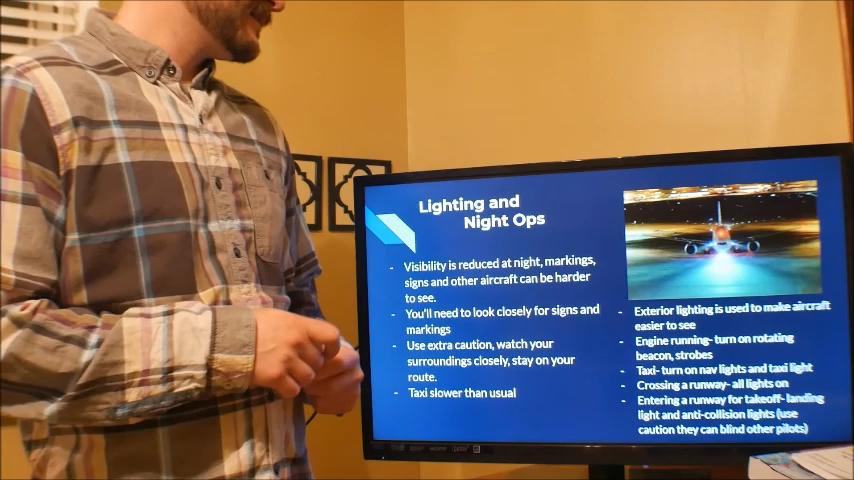 Lighting and
Night Ops
- Visibility is reduced at night, markings,
signs and other aircraft can be harder
to see.
- You'll need to look closely for signs and
markings
- Use extra caution, watch your
surroundings closely, stay on your
route.
- Taxi slower than usual
- Exterior lighting is used to make aircraft
easier to see
- Engine running- turn on rotating
beacon, strobes
- Taxi- turn on nav lights and taxi light
- Crossing a runway- all lights on
- Entering a runway for takeoff- landing
light and anti-collision lights (use
caution they can blind other pilots)